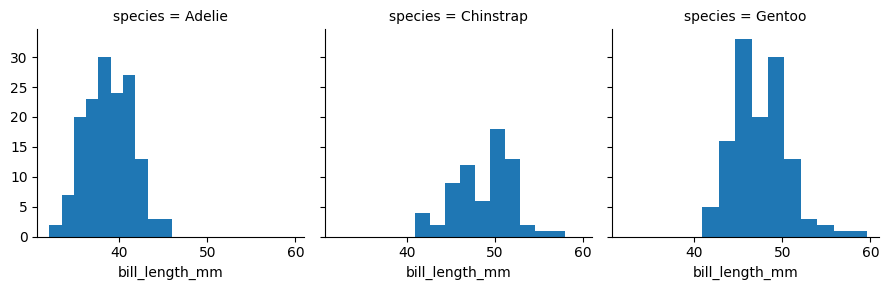 species = Adelie
species = Chinstrap
species = Gentoo
30
25
20
15
10
5
0
40 50 60
40 50 60
40 50 60
bill_length_mm
bill_length_mm
bill_length_mm